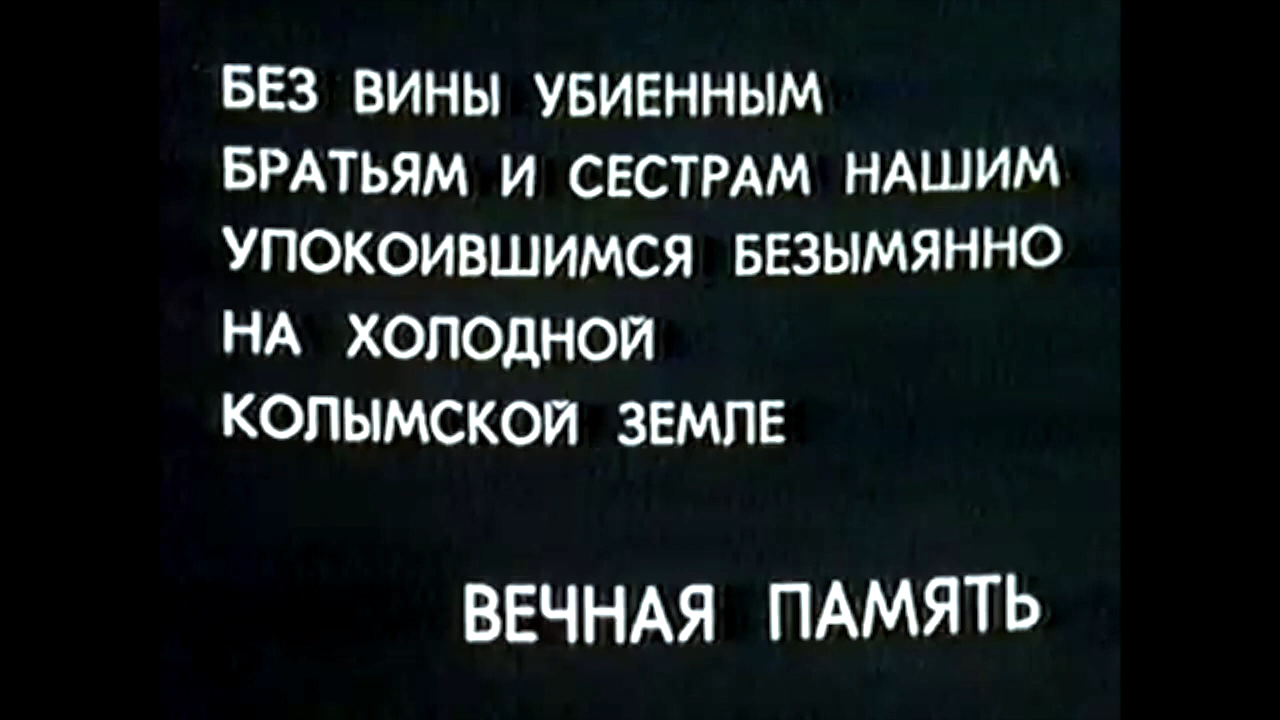 БЕЗ ВИНЫ УБИЕННЫМ
БРАТЬЯМ И СЕСТРАМ НАШИМ
УПОКОИВШИМСЯ БЕЗЫМЯННО
НА ХОЛОДНОЙ
КОЛЫМСКОЙ ЗЕМЛЕ
ВЕЧНАЯ ПАМЯТЬ